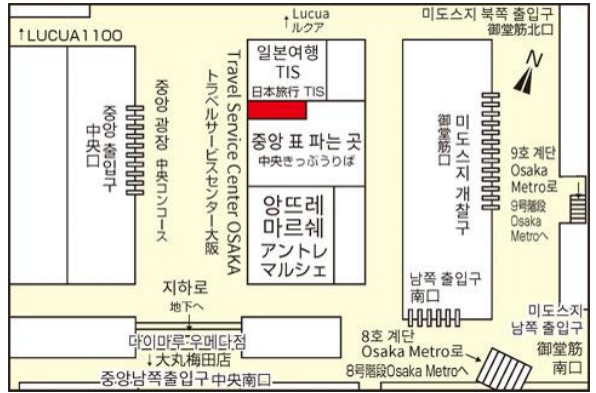 ↑LUCUA1100
↑Lucua
ルクア
미도스지 북쪽 출입구
御堂筋北口
일본여행
TIS
日本旅行 TIS
중앙 표 파는 곳
中央きっぷうりば
앙뜨레
마르쉐
アントレ
マルシェ
Travel Service Center OSAKA
トラベルサービスセンター大阪
중앙 광장 中央コンコース
중앙 출입구
中央口
미도스지 개찰구
御堂筋口
9호 계단
Osaka
Metro로
9号階段
Osaka
Metroへ
남쪽 출입구
南口
지하로
地下へ
다이마루 우메다점
↓大丸梅田店
중앙남쪽출입구 中央南口
8호 계단
Osaka Metro로
8号階段Osaka Metroへ
미도스지
남쪽 출입구
御堂筋
南口